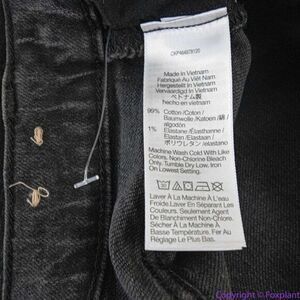 Made in Vietnam
Fabriqué Au Viêt Nam
Hergestellt in Vietnam
Vervaardigd In Vietnam
ベトナム製
hecho en vietnam
99% Cotton /Coton /
Baumwolle /Katoen / 綿 /
algodón
1% Elastane /Élasthanne /
Elastan /Elastaan /
ポリウレタン /elastano
Machine Wash Cold With Like
Colors. Non-Chlorine Bleach
Only. Tumble Dry Low. Iron
On Lowest Setting.
Laver À La Machine À L'eau
Froide. Laver En Séparant Les
Couleurs. Seulement Agent
De Blanchiment Non Chloré.
Sécher À La Machine À
Basse Température. Fer Au
Réglage Le Plus Bas.
Copyright © Foxplant